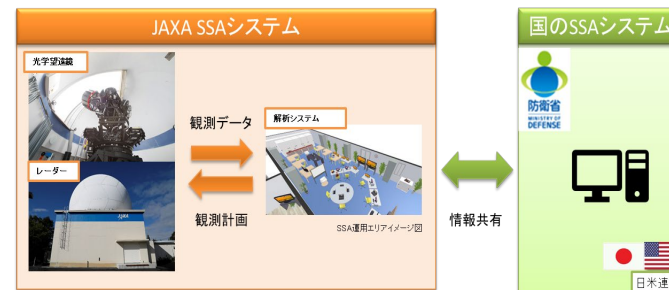 JAXA SSAシステム
光学望遠鏡
レーダー
観測データ
観測計画
解析システム
SSA運用エリアイメージ図
情報共有
国のSSAシステム
防衛省
MINISTRY OF
DEFENSE
日米連